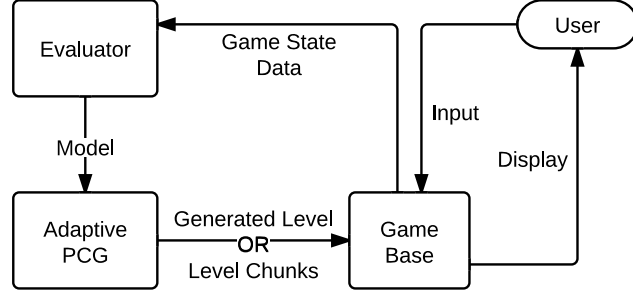 Evaluator
Game State
Data
User
Model
Input
Display
Adaptive
PCG
Generated Level
OR
Level Chunks
Game
Base